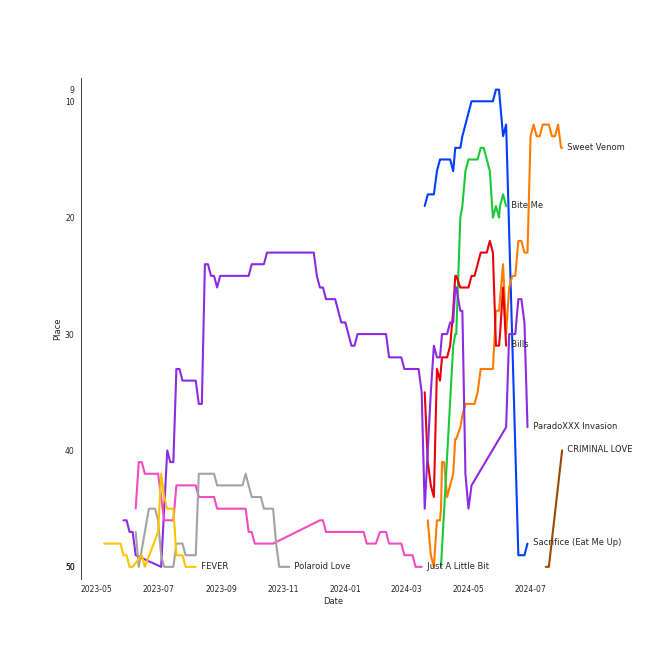 9
10
Sweet Venom
20
Bite Me
Place
30
Bills
ParadoXXX Invasion
40
CRIMINAL LOVE
Sacrifice (Eat Me Up)
50
FEVER
Polaroid Love
Just A Little Bit
2023-05
2023-07
2023-09
2023-11
2024-01
2024-03
2024-05
2024-07
Date